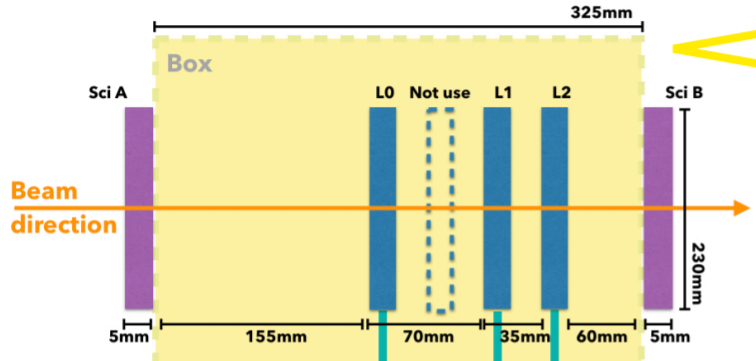 325mm
Box
Sci A
L0
Not use
L1
L2
Sci B
Beam
direction
230mm
5mm
155mm
70mm
35mm
60mm
5mm